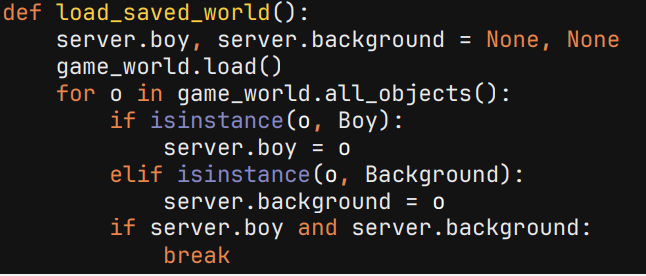 def load_saved_world():
    server.boy, server.background = None, None
    game_world.load()
    for o in game_world.all_objects():
        if isinstance(o, Boy):
            server.boy = o
        elif isinstance(o, Background):
            server.background = o
        if server.boy and server.background:
            break